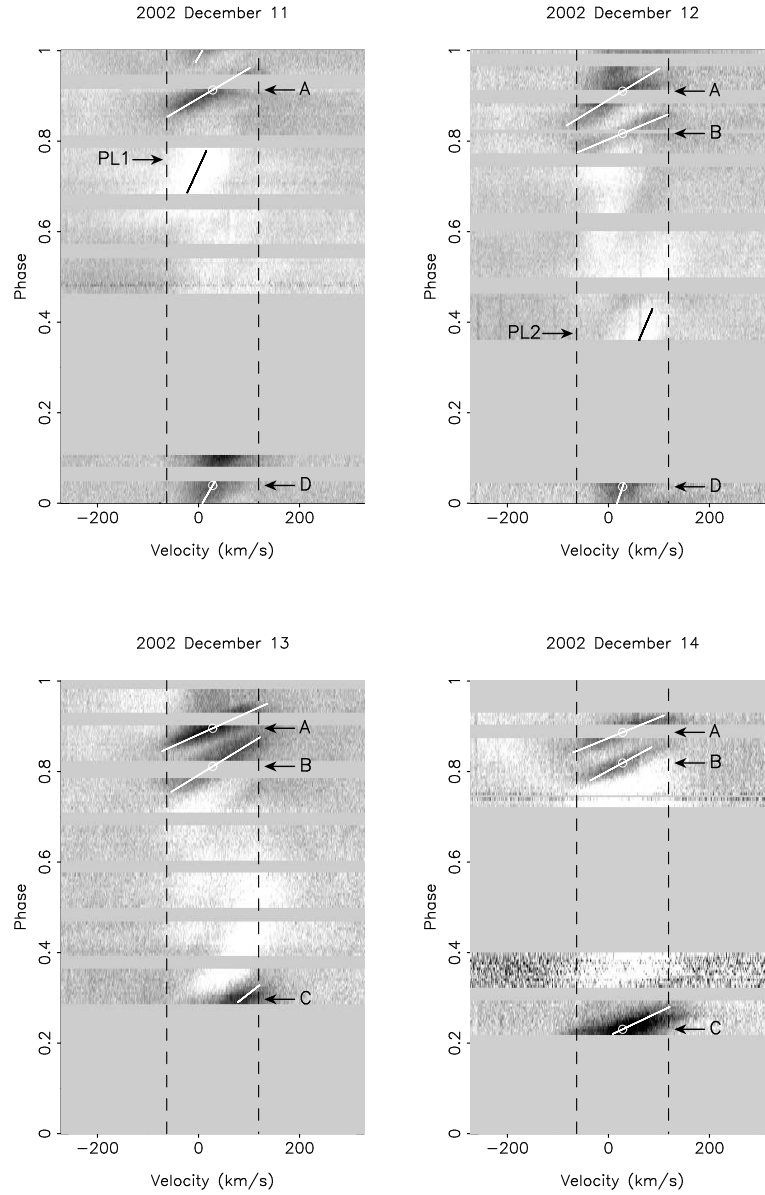 2002 December 11
2002 December 12
1
0.8
0.6
0.4
0.2
0
Phase
A
PL1
D
−200 0 200
Velocity (km/s)
1
0.8
0.6
0.4
0.2
0
Phase
A
B
PL2
D
−200 0 200
Velocity (km/s)
2002 December 13
2002 December 14
1
0.8
0.6
0.4
0.2
0
Phase
A
B
C
−200 0 200
Velocity (km/s)
1
0.8
0.6
0.4
0.2
0
Phase
A
B
C
−200 0 200
Velocity (km/s)